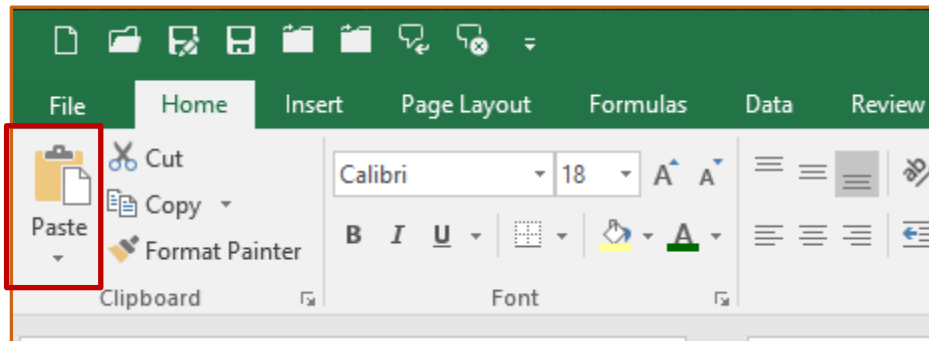 File Home Insert Page Layout Formulas Data Review
Cut
Calibri 18 A A
Copy
Paste
B I U A
Format Painter
Clipboard Font